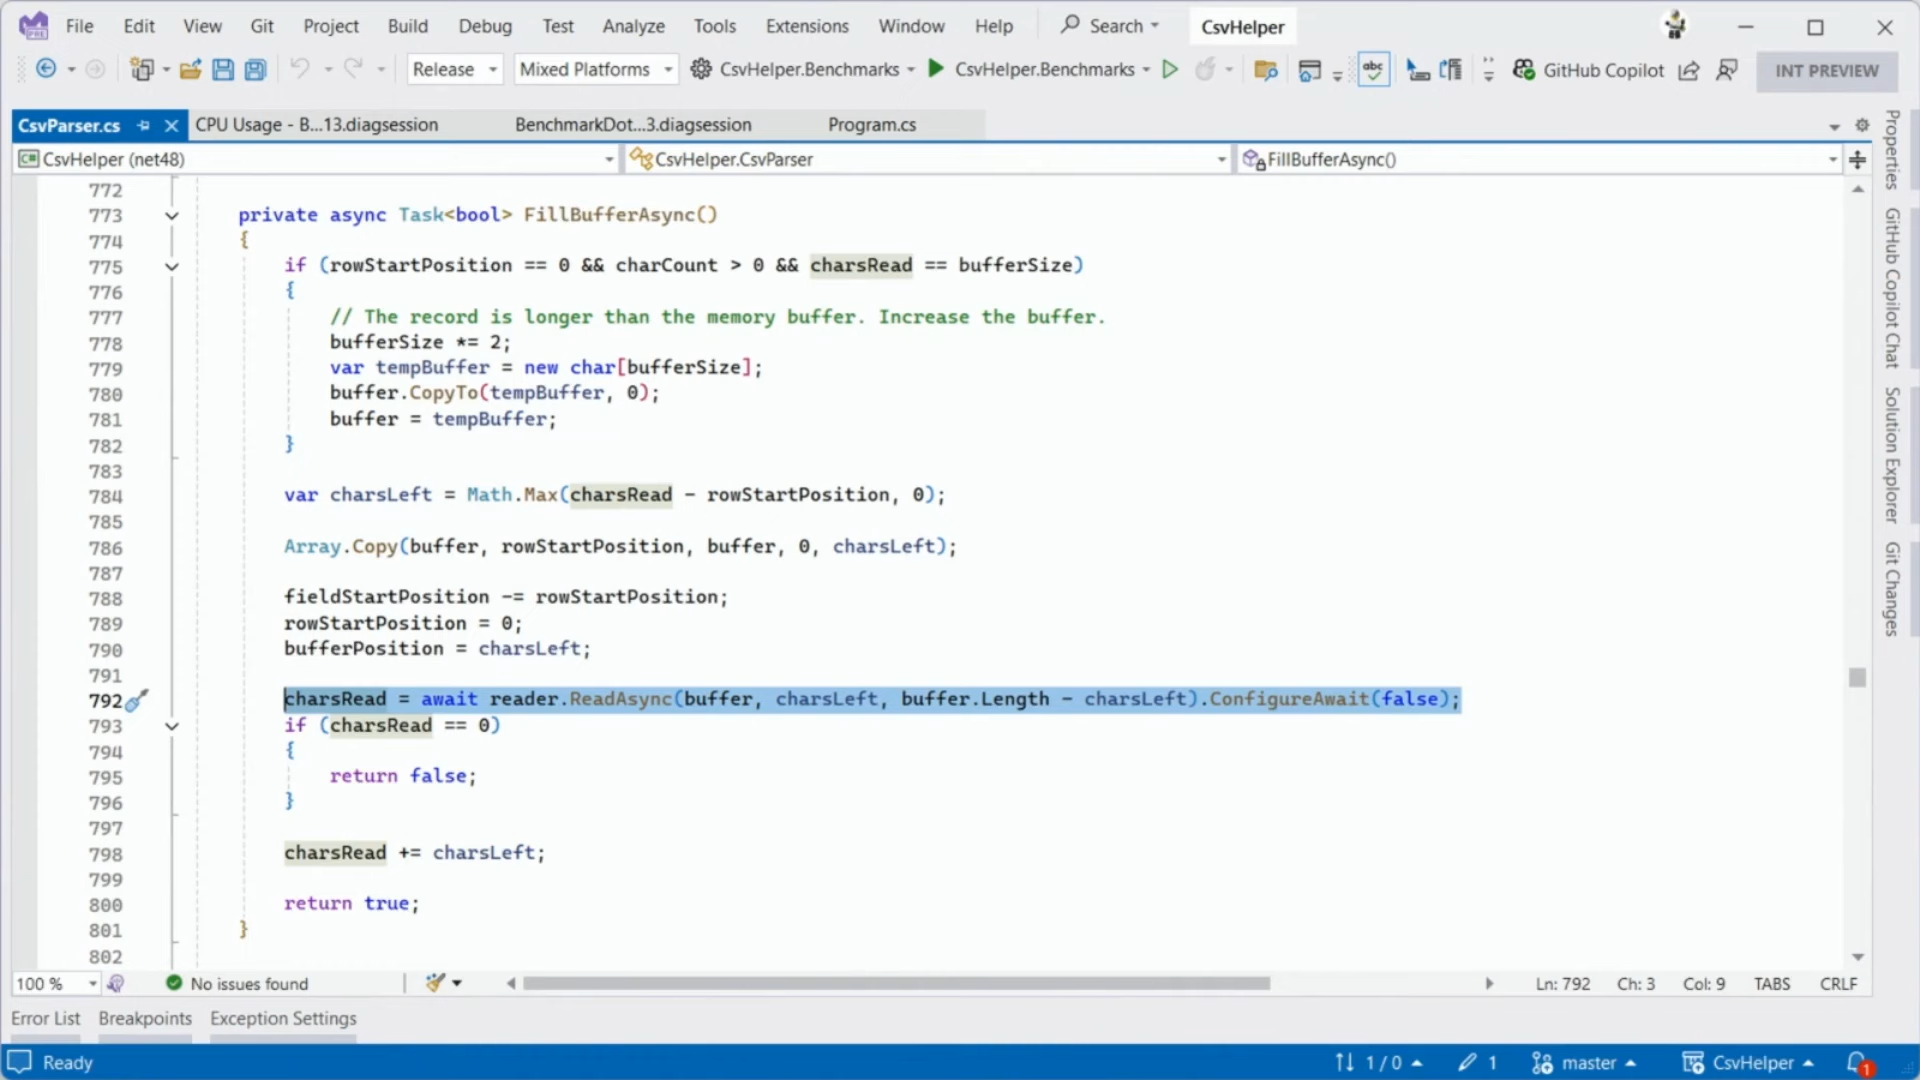 File Edit View Git Project Build Debug Test Analyze Tools Extensions Window Help Search CsvHelper
Release Mixed Platforms CsvHelper.Benchmarks CsvHelper.Benchmarks abc GitHub Copilot INT PREVIEW
CsvParser.cs CPU Usage - B...13.diagsession BenchmarkDot...3.diagsession Program.cs
CsvHelper (net48) CsvHelper.CsvParser FillBufferAsync()
772
773 private async Task<bool> FillBufferAsync()
774 {
775 if (rowStartPosition == 0 && charCount > 0 && charsRead == bufferSize)
776 {
777 // The record is longer than the memory buffer. Increase the buffer.
778 bufferSize *= 2;
779 var tempBuffer = new char[bufferSize];
780 buffer.CopyTo(tempBuffer, 0);
781 buffer = tempBuffer;
782 }
783
784 var charsLeft = Math.Max(charsRead - rowStartPosition, 0);
785
786 Array.Copy(buffer, rowStartPosition, buffer, 0, charsLeft);
787
788 fieldStartPosition -= rowStartPosition;
789 rowStartPosition = 0;
790 bufferPosition = charsLeft;
791
792 charsRead = await reader.ReadAsync(buffer, charsLeft, buffer.Length - charsLeft).ConfigureAwait(false);
793 if (charsRead == 0)
794 {
795 return false;
796 }
797
798 charsRead += charsLeft;
799
800 return true;
801 }
802
Properties
GitHub Copilot Chat
Solution Explorer
Git Changes
100 % No issues found Ln: 792 Ch: 3 Col: 9 TABS CRLF
Error List Breakpoints Exception Settings
Ready 1 / 0 1 master CsvHelper 1